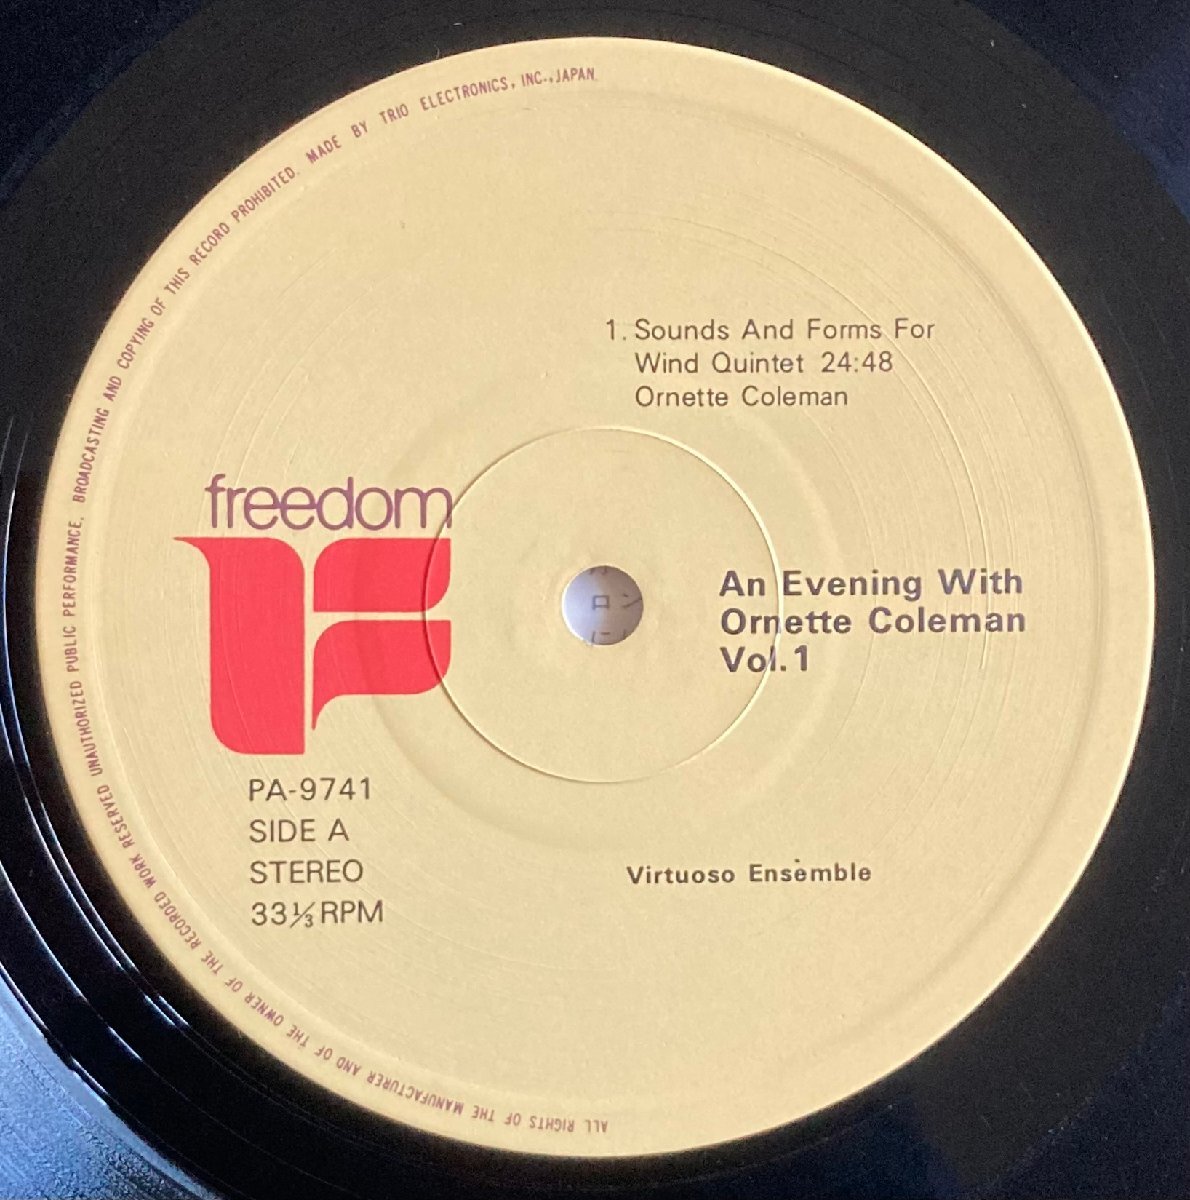 ALL RIGHTS OF THE MANUFACTURER AND OF THE OWNER OF THE RECORDED WORK RESERVED UNAUTHORIZED PUBLIC PERFORMANCE, BROADCASTING AND COPYING OF THIS RECORD PROHIBITED. MADE BY TRIO ELECTRONICS, INC., JAPAN.
1. Sounds And Forms For
Wind Quintet 24:48
Ornette Coleman
freedom
An Evening With
Ornette Coleman
Vol.1
ロン
に
PA-9741
SIDE A
STEREO
33⅓ RPM
Virtuoso Ensemble